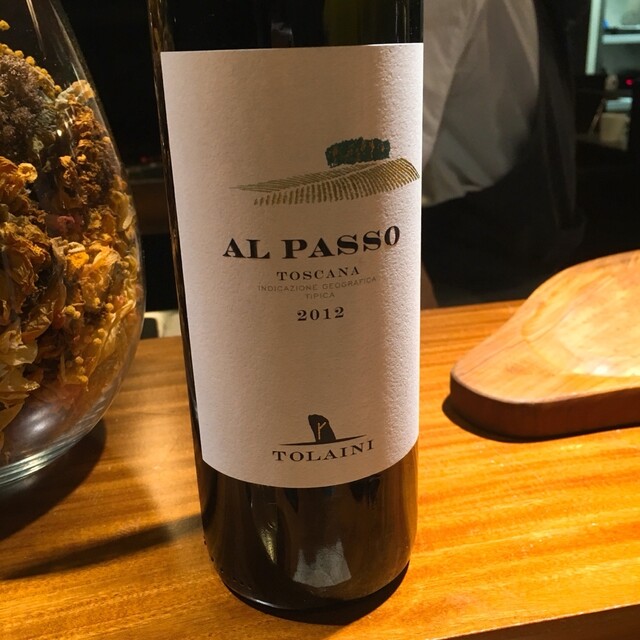 AL PASSO
TOSCANA
INDICAZIONE GEOGRAFICA
TIPICA
2012
TOLAINI